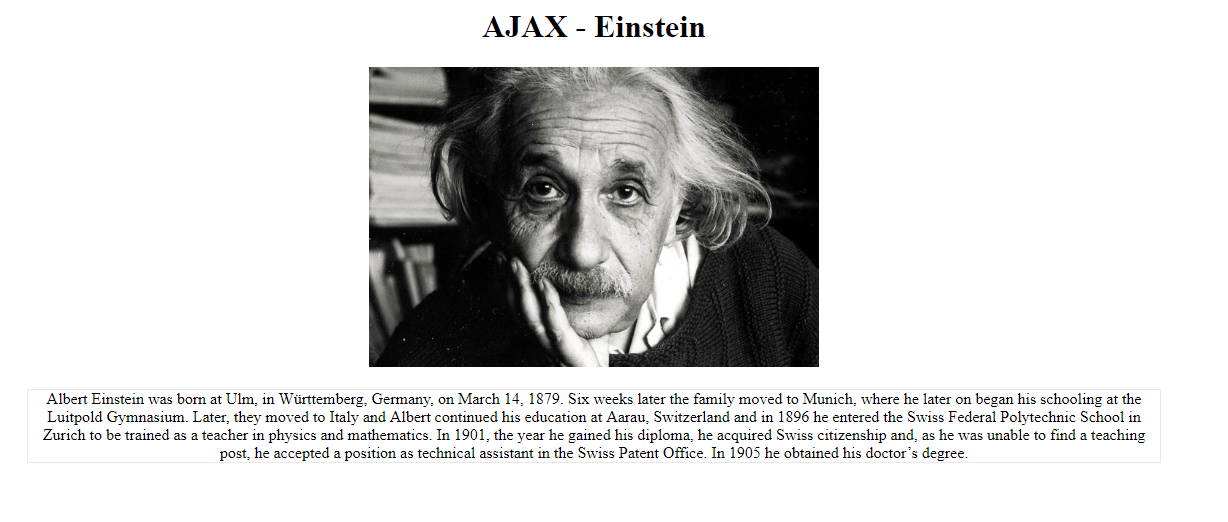 AJAX - Einstein
Albert Einstein was born at Ulm, in Württemberg, Germany, on March 14, 1879. Six weeks later the family moved to Munich, where he later on began his schooling at the
Luitpold Gymnasium. Later, they moved to Italy and Albert continued his education at Aarau, Switzerland and in 1896 he entered the Swiss Federal Polytechnic School in
Zurich to be trained as a teacher in physics and mathematics. In 1901, the year he gained his diploma, he acquired Swiss citizenship and, as he was unable to find a teaching
post, he accepted a position as technical assistant in the Swiss Patent Office. In 1905 he obtained his doctor’s degree.